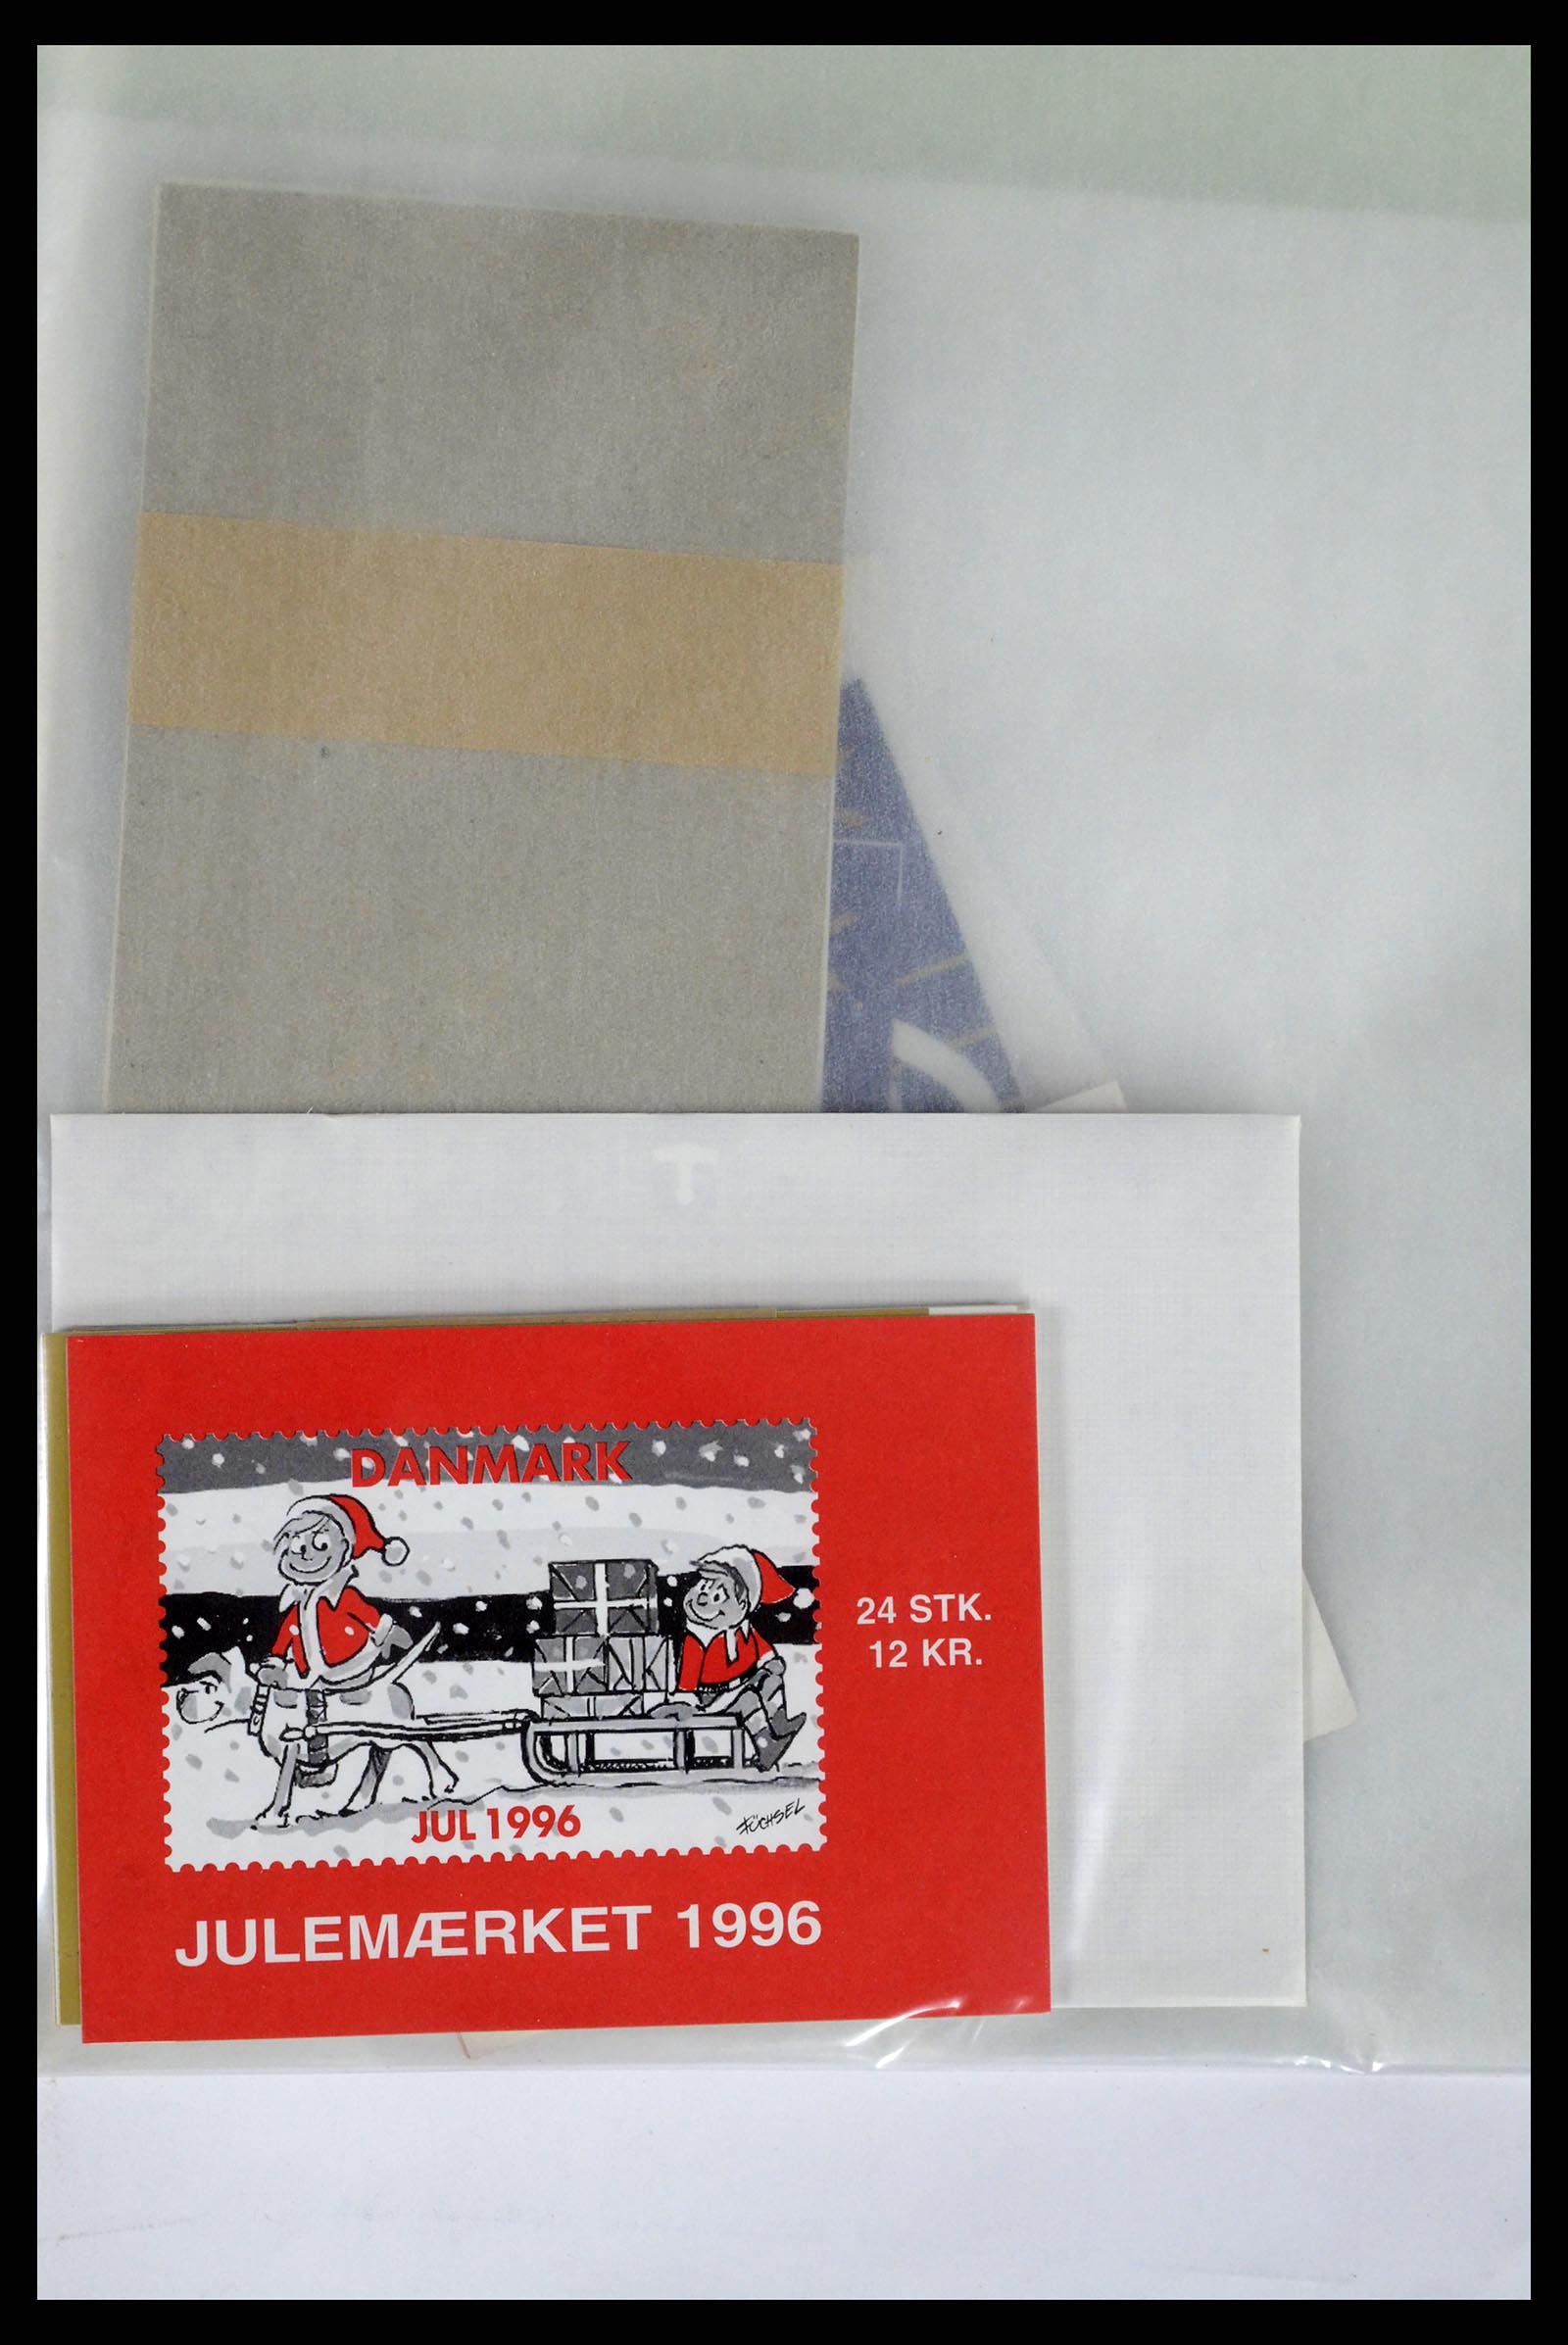 T
DANMARK
24 STK.
12 KR.
JUL 1996
FÜCHSEL
JULEMÆRKET 1996